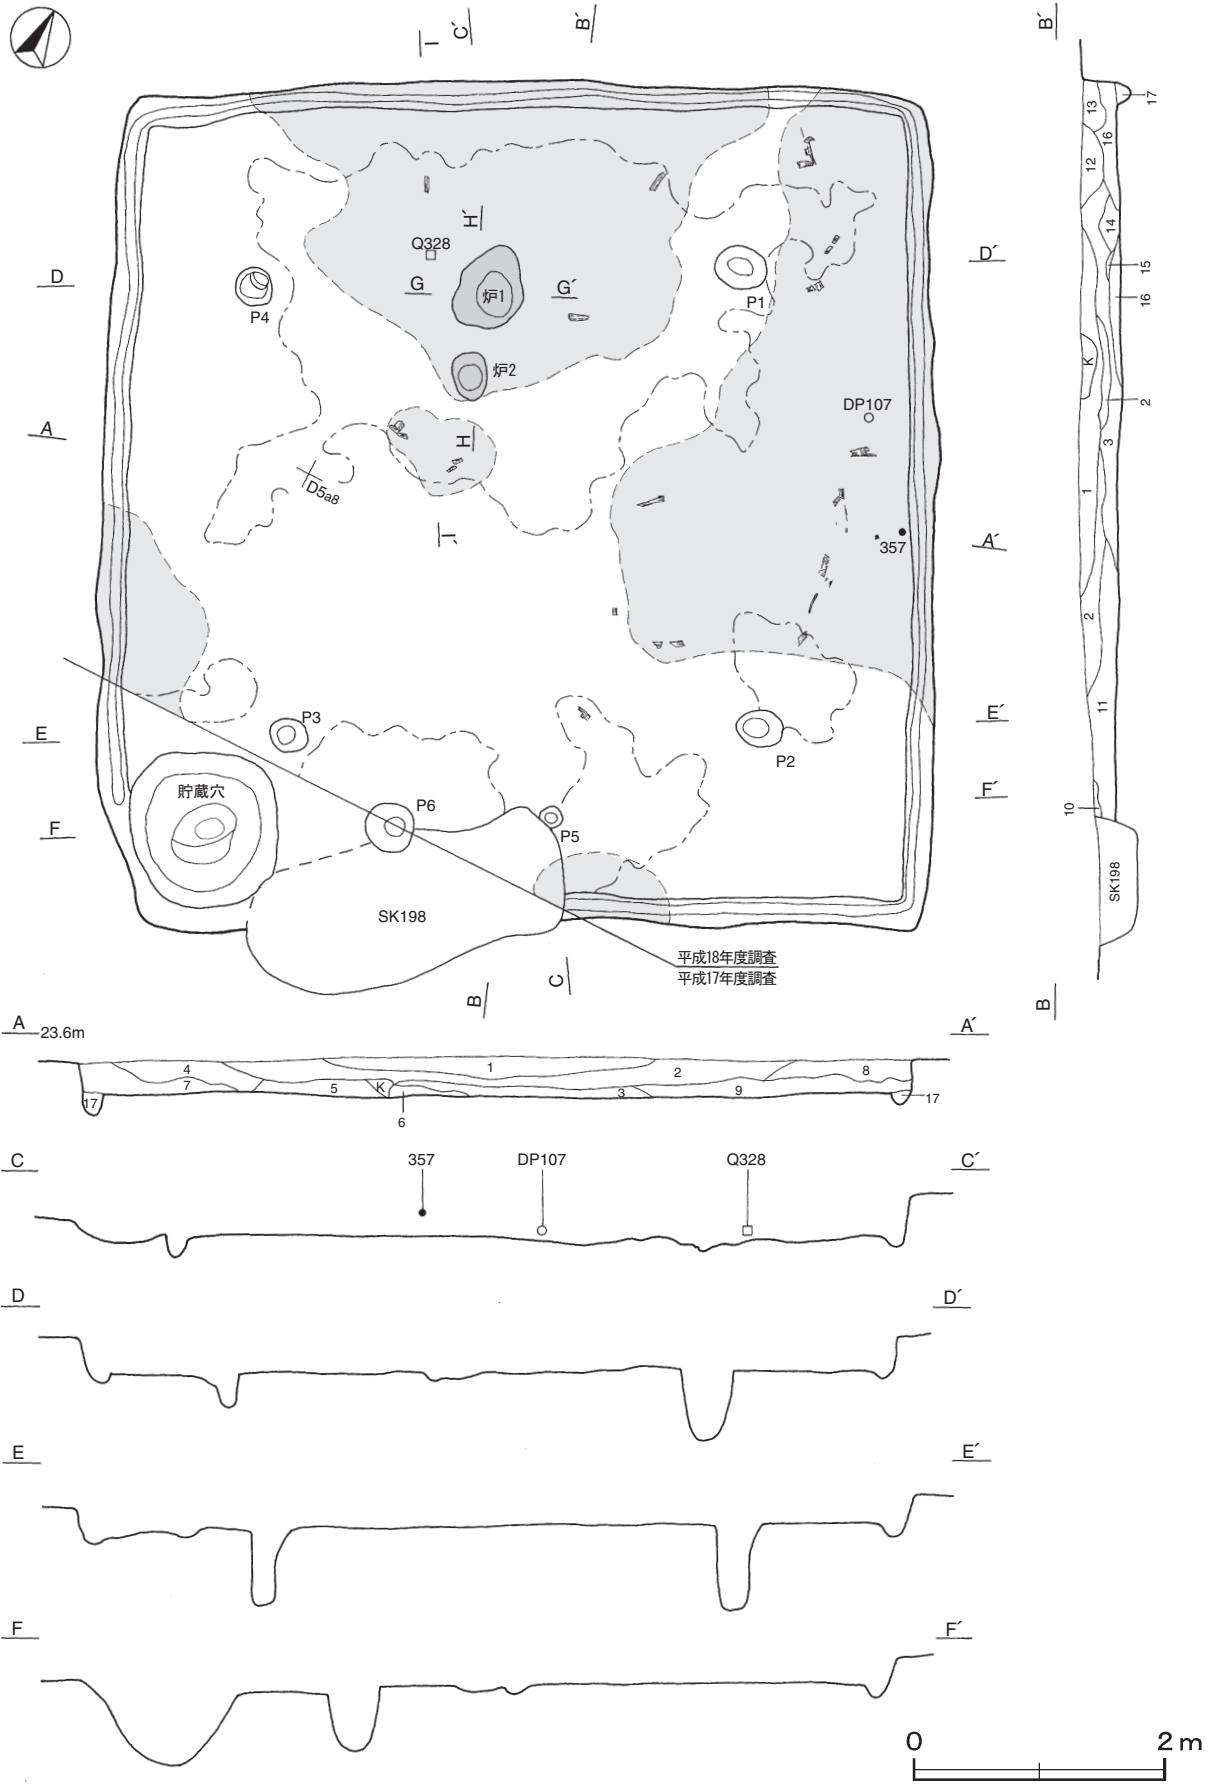 I C´ B´ B´
H´
Q328
D G 炉1 G´ D´
P4 P1
炉2
DP107
A H
D5a8
I´ 357 A´
P3 E´
E P2
貯蔵穴 P6 F´
F P5
SK198
平成18年度調査
平成17年度調査
B C B
17
13
16
12
14
15
16
K
2
3
1
2
11
10
SK198
A 23.6m A´
4 1 2 8
7 5 K 3 9
17 6 17
C 357 DP107 Q328 C´
D D´
E E´
F F´
0 2 m